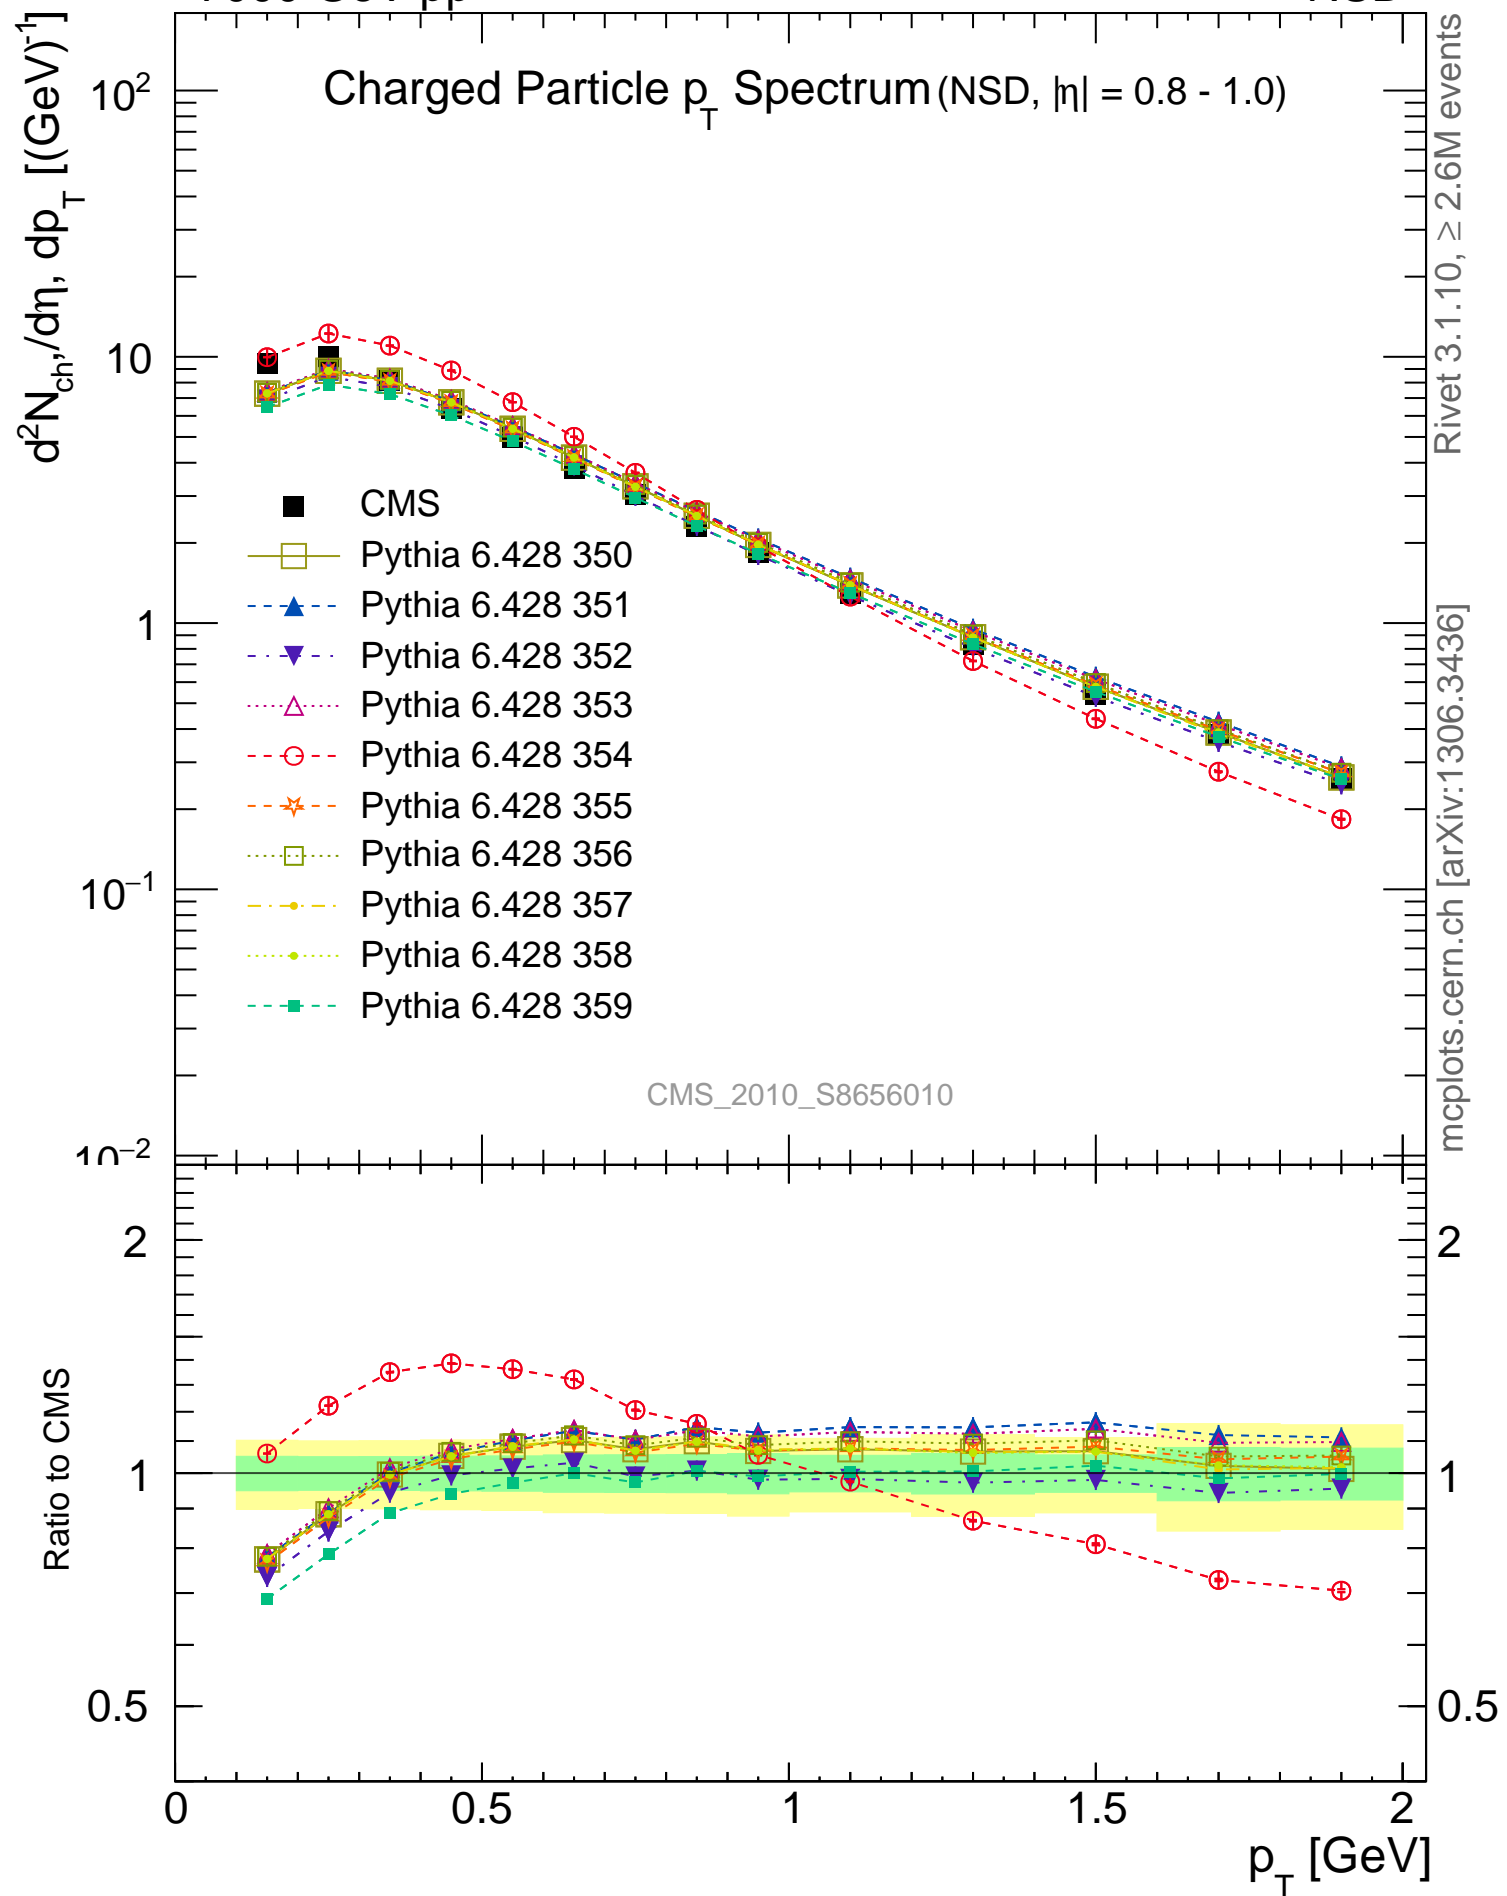 Charged Particle p_T Spectrum (NSD, |η| = 0.8 - 1.0)
d²N_ch,/dη, dp_T [(GeV)⁻¹]
10²
10
1
10⁻¹
10⁻²
CMS
Pythia 6.428 350
Pythia 6.428 351
Pythia 6.428 352
Pythia 6.428 353
Pythia 6.428 354
Pythia 6.428 355
Pythia 6.428 356
Pythia 6.428 357
Pythia 6.428 358
Pythia 6.428 359
CMS_2010_S8656010
Rivet 3.1.10, ≥ 2.6M events
mcplots.cern.ch [arXiv:1306.3436]
Ratio to CMS
2
1
0.5
2
1
0.5
0
0.5
1
1.5
2
p_T [GeV]